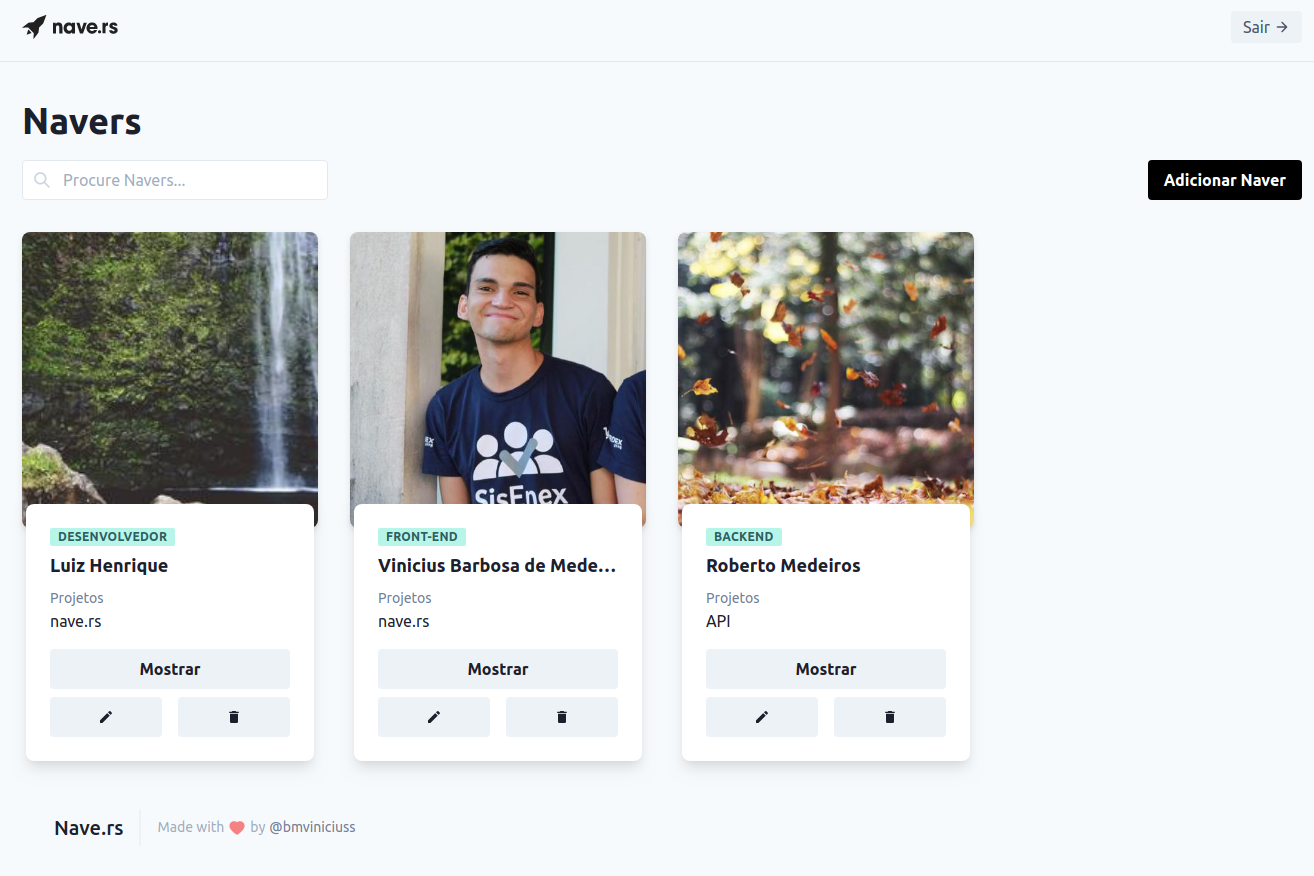 nave.rs
Sair →
Navers
Procure Navers...
Adicionar Naver
SisEnex
DESENVOLVEDOR
Luiz Henrique
Projetos
nave.rs
Mostrar
FRONT-END
Vinicius Barbosa de Mede...
Projetos
nave.rs
Mostrar
BACKEND
Roberto Medeiros
Projetos
API
Mostrar
Nave.rs
Made with ❤ by @bmviniciuss